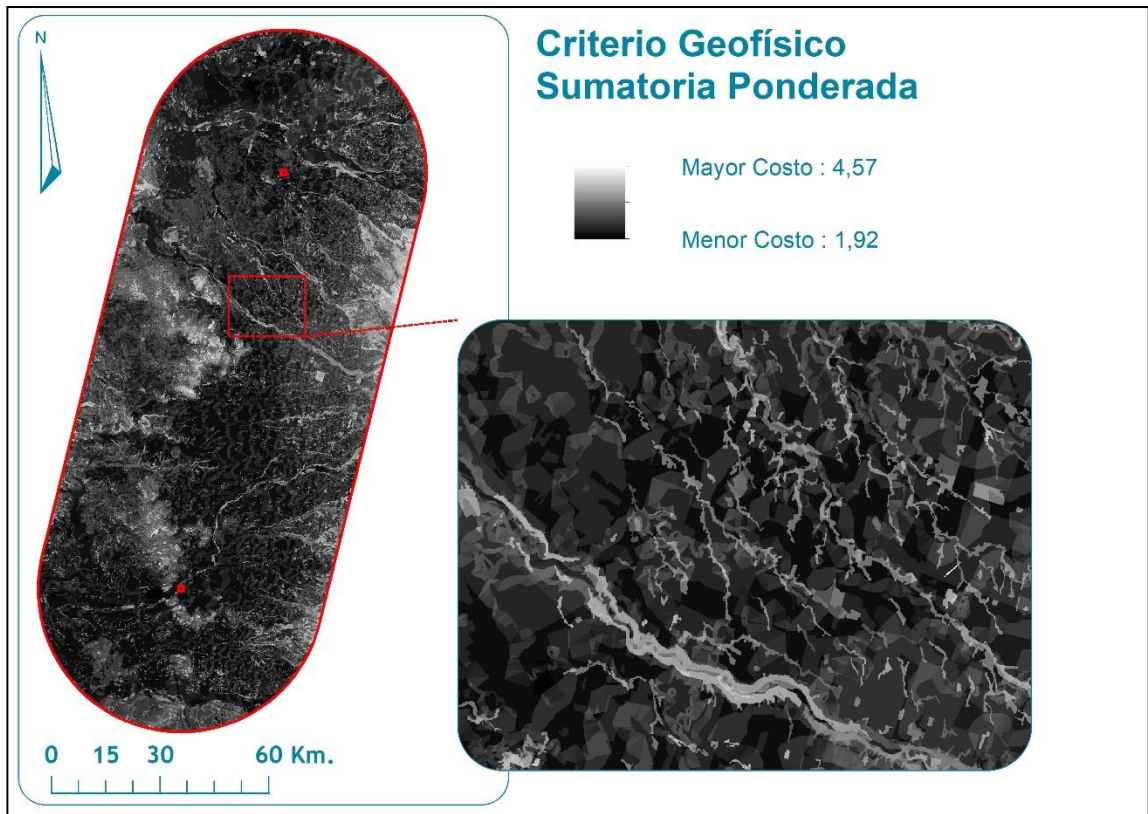 N
Criterio Geofísico
Sumatoria Ponderada
Mayor Costo : 4,57
Menor Costo : 1,92
0 15 30 60 Km.